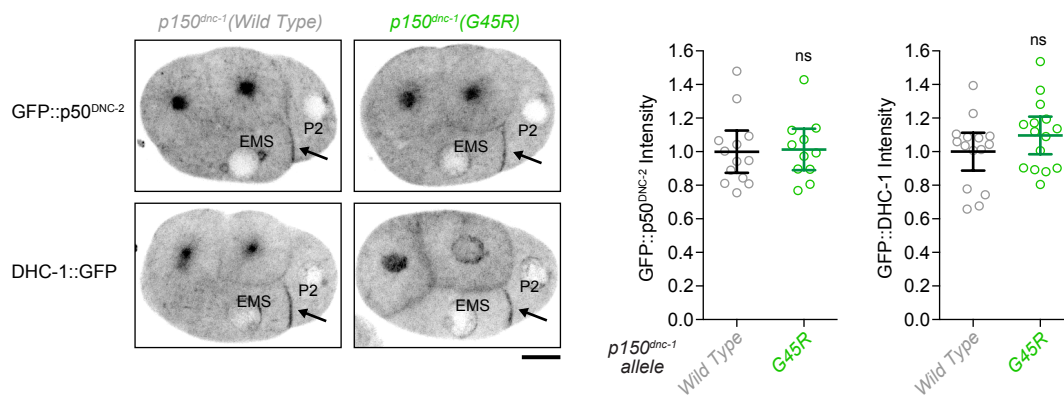 p150dnc-1(Wild Type)
p150dnc-1(G45R)
GFP::p50DNC-2
EMS
P2
EMS
P2
DHC-1::GFP
EMS
P2
EMS
P2
GFP::p50DNC-2 Intensity
1.6
1.4
1.2
1.0
0.8
0.6
0.4
0.2
0.0
ns
p150dnc-1
allele
Wild Type
G45R
GFP::DHC-1 Intensity
1.6
1.4
1.2
1.0
0.8
0.6
0.4
0.2
0.0
ns
Wild Type
G45R